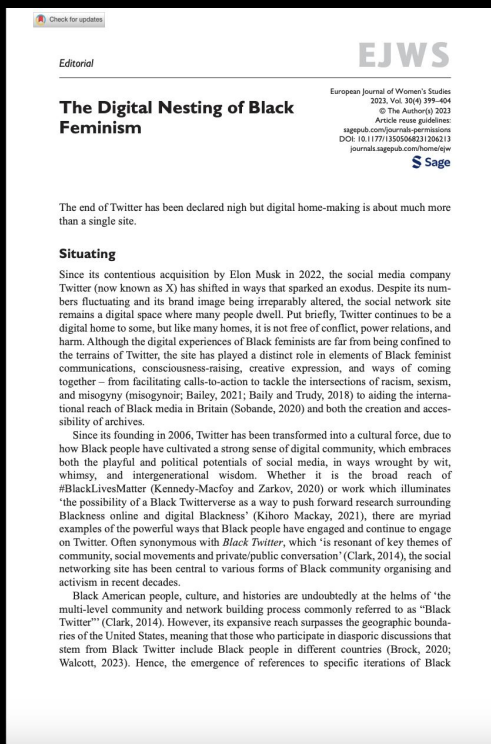 Check for updates
Editorial
EJWS
The Digital Nesting of Black
Feminism
European Journal of Women's Studies
2023, Vol. 30(4) 399–404
© The Author(s) 2023
Article reuse guidelines:
sagepub.com/journals-permissions
DOI: 10.1177/13505068231206213
journals.sagepub.com/home/ejw
Sage
The end of Twitter has been declared nigh but digital home-making is about much more
than a single site.
Situating
Since its contentious acquisition by Elon Musk in 2022, the social media company
Twitter (now known as X) has shifted in ways that sparked an exodus. Despite its num-
bers fluctuating and its brand image being irreparably altered, the social network site
remains a digital space where many people dwell. Put briefly, Twitter continues to be a
digital home to some, but like many homes, it is not free of conflict, power relations, and
harm. Although the digital experiences of Black feminists are far from being confined to
the terrains of Twitter, the site has played a distinct role in elements of Black feminist
communications, consciousness-raising, creative expression, and ways of coming
together – from facilitating calls-to-action to tackle the intersections of racism, sexism,
and misogyny (misogynoir; Bailey, 2021; Baily and Trudy, 2018) to aiding the interna-
tional reach of Black media in Britain (Sobande, 2020) and both the creation and acces-
sibility of archives.
Since its founding in 2006, Twitter has been transformed into a cultural force, due to
how Black people have cultivated a strong sense of digital community, which embraces
both the playful and political potentials of social media, in ways wrought by wit,
whimsy, and intergenerational wisdom. Whether it is the broad reach of
#BlackLivesMatter (Kennedy-Macfoy and Zarkov, 2020) or work which illuminates
‘the possibility of a Black Twitterverse as a way to push forward research surrounding
Blackness online and digital Blackness’ (Kihoro Mackay, 2021), there are myriad
examples of the powerful ways that Black people have engaged and continue to engage
on Twitter. Often synonymous with Black Twitter, which ‘is resonant of key themes of
community, social movements and private/public conversation’ (Clark, 2014), the social
networking site has been central to various forms of Black community organising and
activism in recent decades.
Black American people, culture, and histories are undoubtedly at the helms of ‘the
multi-level community and network building process commonly referred to as “Black
Twitter”’ (Clark, 2014). However, its expansive reach surpasses the geographic bounda-
ries of the United States, meaning that those who participate in diasporic discussions that
stem from Black Twitter include Black people in different countries (Brock, 2020;
Walcott, 2023). Hence, the emergence of references to specific iterations of Black